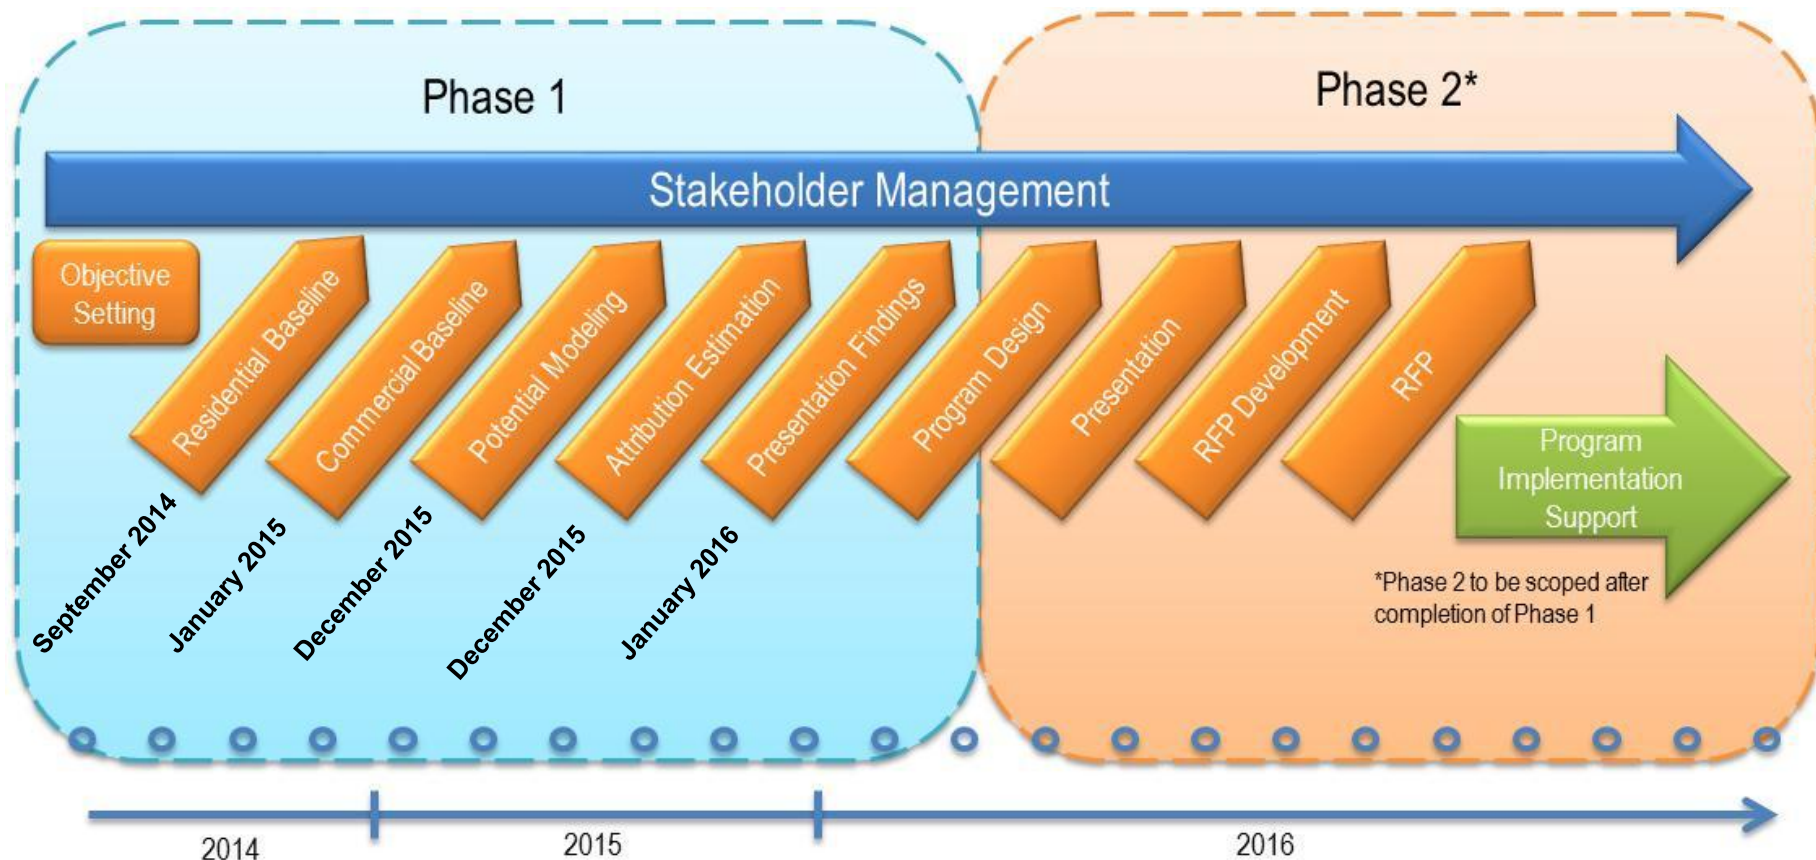 Phase 1
Phase 2*
Stakeholder Management
Objective
Setting
Residential Baseline
Commercial Baseline
Potential Modeling
Attribution Estimation
Presentation Findings
Program Design
Presentation
RFP Development
RFP
Program
Implementation
Support
September 2014
January 2015
December 2015
December 2015
January 2016
*Phase 2 to be scoped after
completion of Phase 1
2014
2015
2016